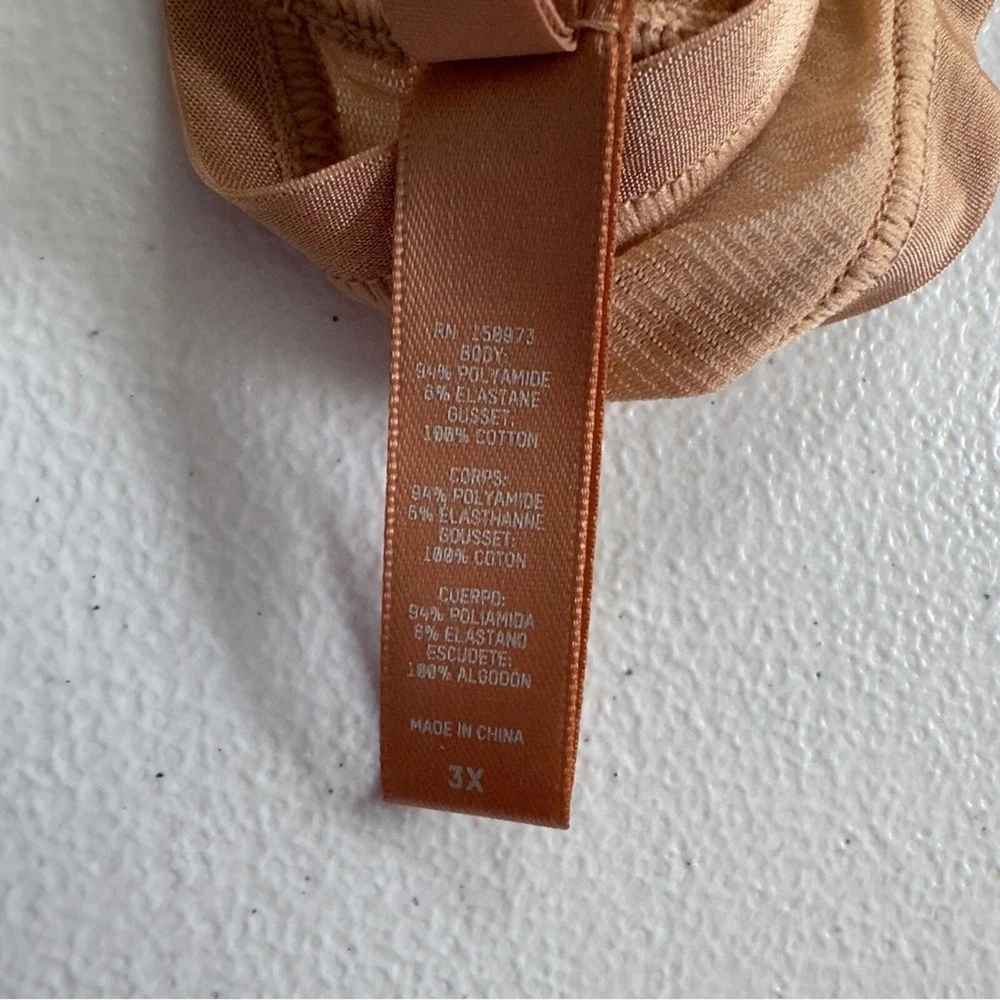 RN 158973
BODY:
94% POLYAMIDE
6% ELASTANE
GUSSET:
100% COTTON
CORPS:
94% POLYAMIDE
6% ELASTHANNE
GOUSSET:
100% COTON
CUERPO:
94% POLIAMIDA
6% ELASTANO
ESCUDETE:
100% ALGODON
MADE IN CHINA
3X